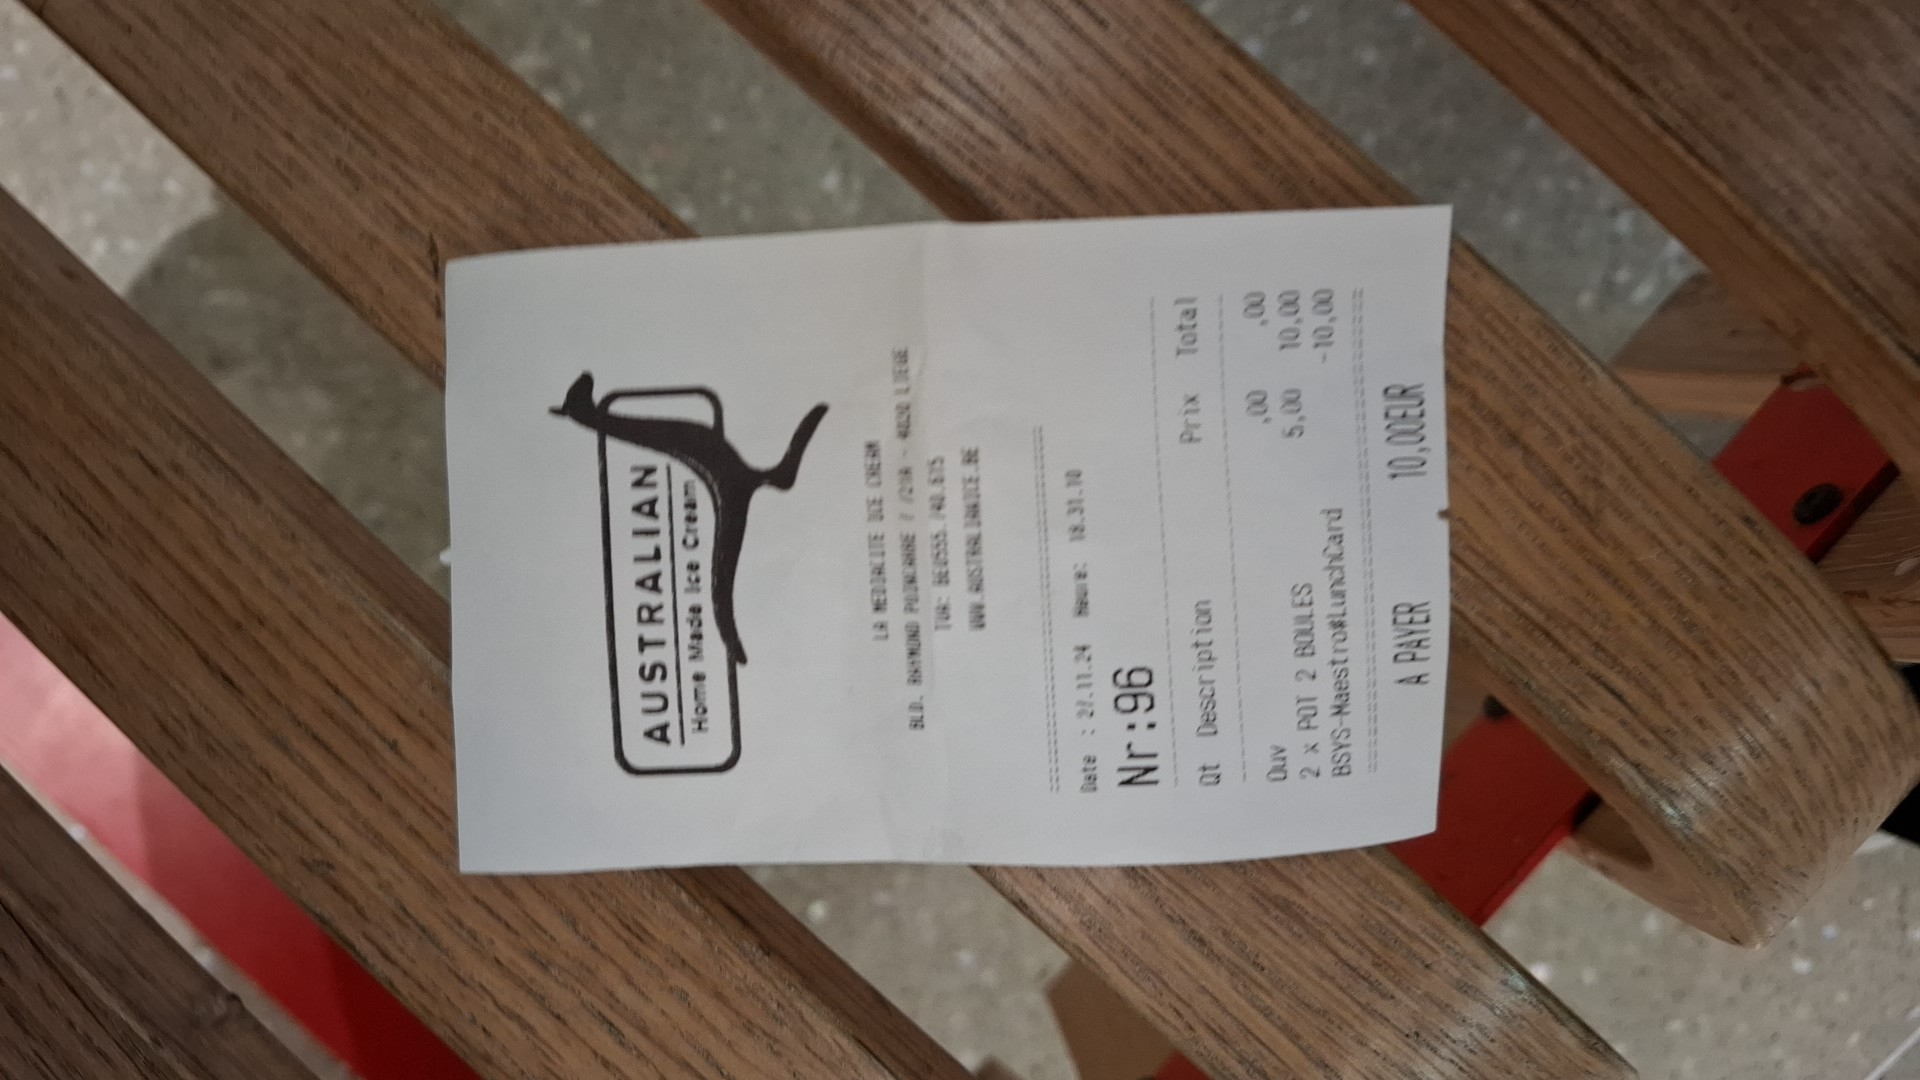 AUSTRALIAN
Home Made Ice Cream
LA MEDIACITE ICE CREAM
BLD. RAYMOND POINCARRE 7 /201A - 4020 LIEGE
TVA: BE0555.740.675
WWW.AUSTRALIANICE.BE
Date : 27.11.24 Heure: 18.31.10
Nr:96
Qt Description Prix Total
Ouv ,00 ,00
2 x POT 2 BOULES 5,00 10,00
BSYS-Maestro#LunchCard -10,00
A PAYER 10,00EUR